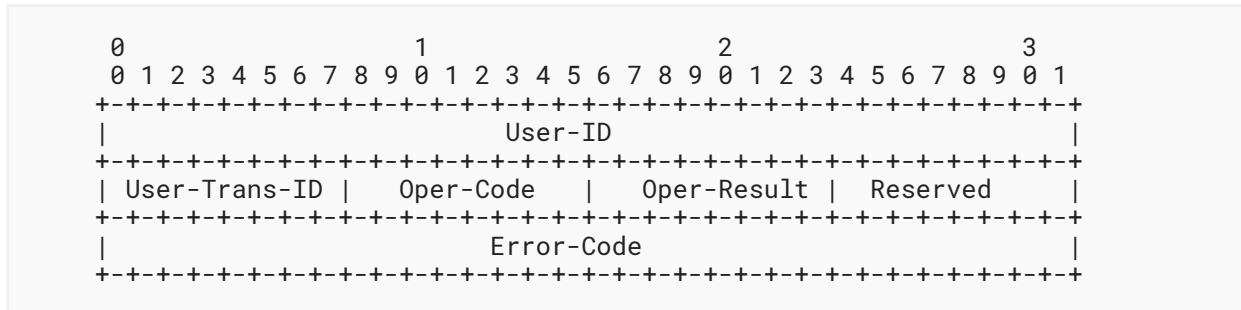 0                   1                   2                   3
 0 1 2 3 4 5 6 7 8 9 0 1 2 3 4 5 6 7 8 9 0 1 2 3 4 5 6 7 8 9 0 1
+-+-+-+-+-+-+-+-+-+-+-+-+-+-+-+-+-+-+-+-+-+-+-+-+-+-+-+-+-+-+-+-+
|                          User-ID                              |
+-+-+-+-+-+-+-+-+-+-+-+-+-+-+-+-+-+-+-+-+-+-+-+-+-+-+-+-+-+-+-+-+
| User-Trans-ID |   Oper-Code   |   Oper-Result | Reserved      |
+-+-+-+-+-+-+-+-+-+-+-+-+-+-+-+-+-+-+-+-+-+-+-+-+-+-+-+-+-+-+-+-+
|                         Error-Code                            |
+-+-+-+-+-+-+-+-+-+-+-+-+-+-+-+-+-+-+-+-+-+-+-+-+-+-+-+-+-+-+-+-+